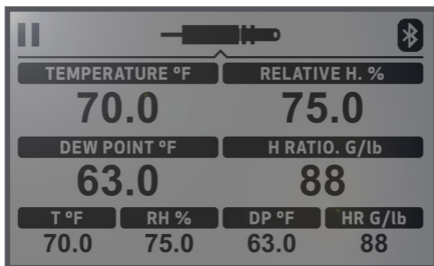 TEMPERATURE °F RELATIVE H. %
70.0 75.0
DEW POINT °F H RATIO. G/lb
63.0 88
T °F RH % DP °F HR G/lb
70.0 75.0 63.0 88